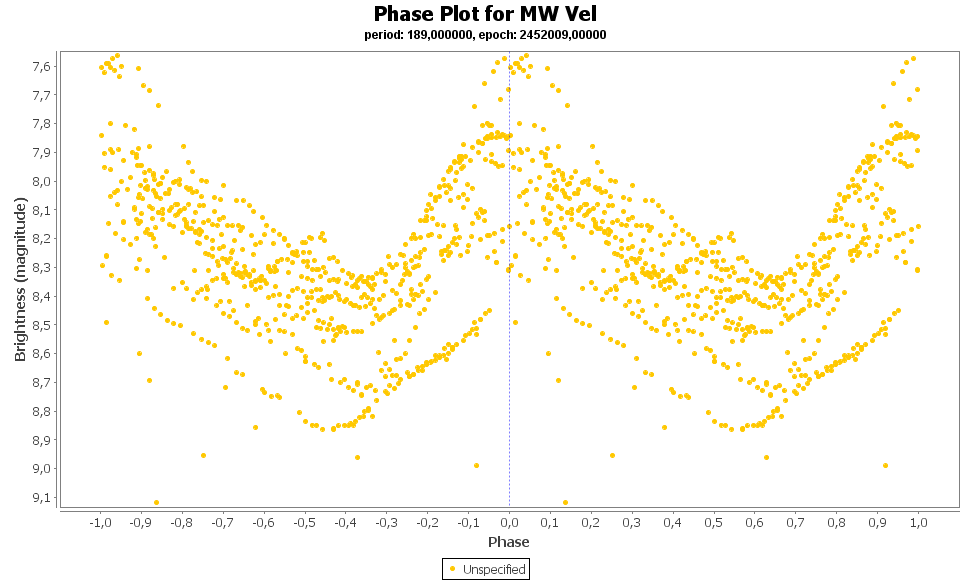 Phase Plot for MW Vel
period: 189,000000, epoch: 2452009,00000
Brightness (magnitude)
7,6
7,7
7,8
7,9
8,0
8,1
8,2
8,3
8,4
8,5
8,6
8,7
8,8
8,9
9,0
9,1
-1,0 -0,9 -0,8 -0,7 -0,6 -0,5 -0,4 -0,3 -0,2 -0,1 0,0 0,1 0,2 0,3 0,4 0,5 0,6 0,7 0,8 0,9 1,0
Phase
Unspecified